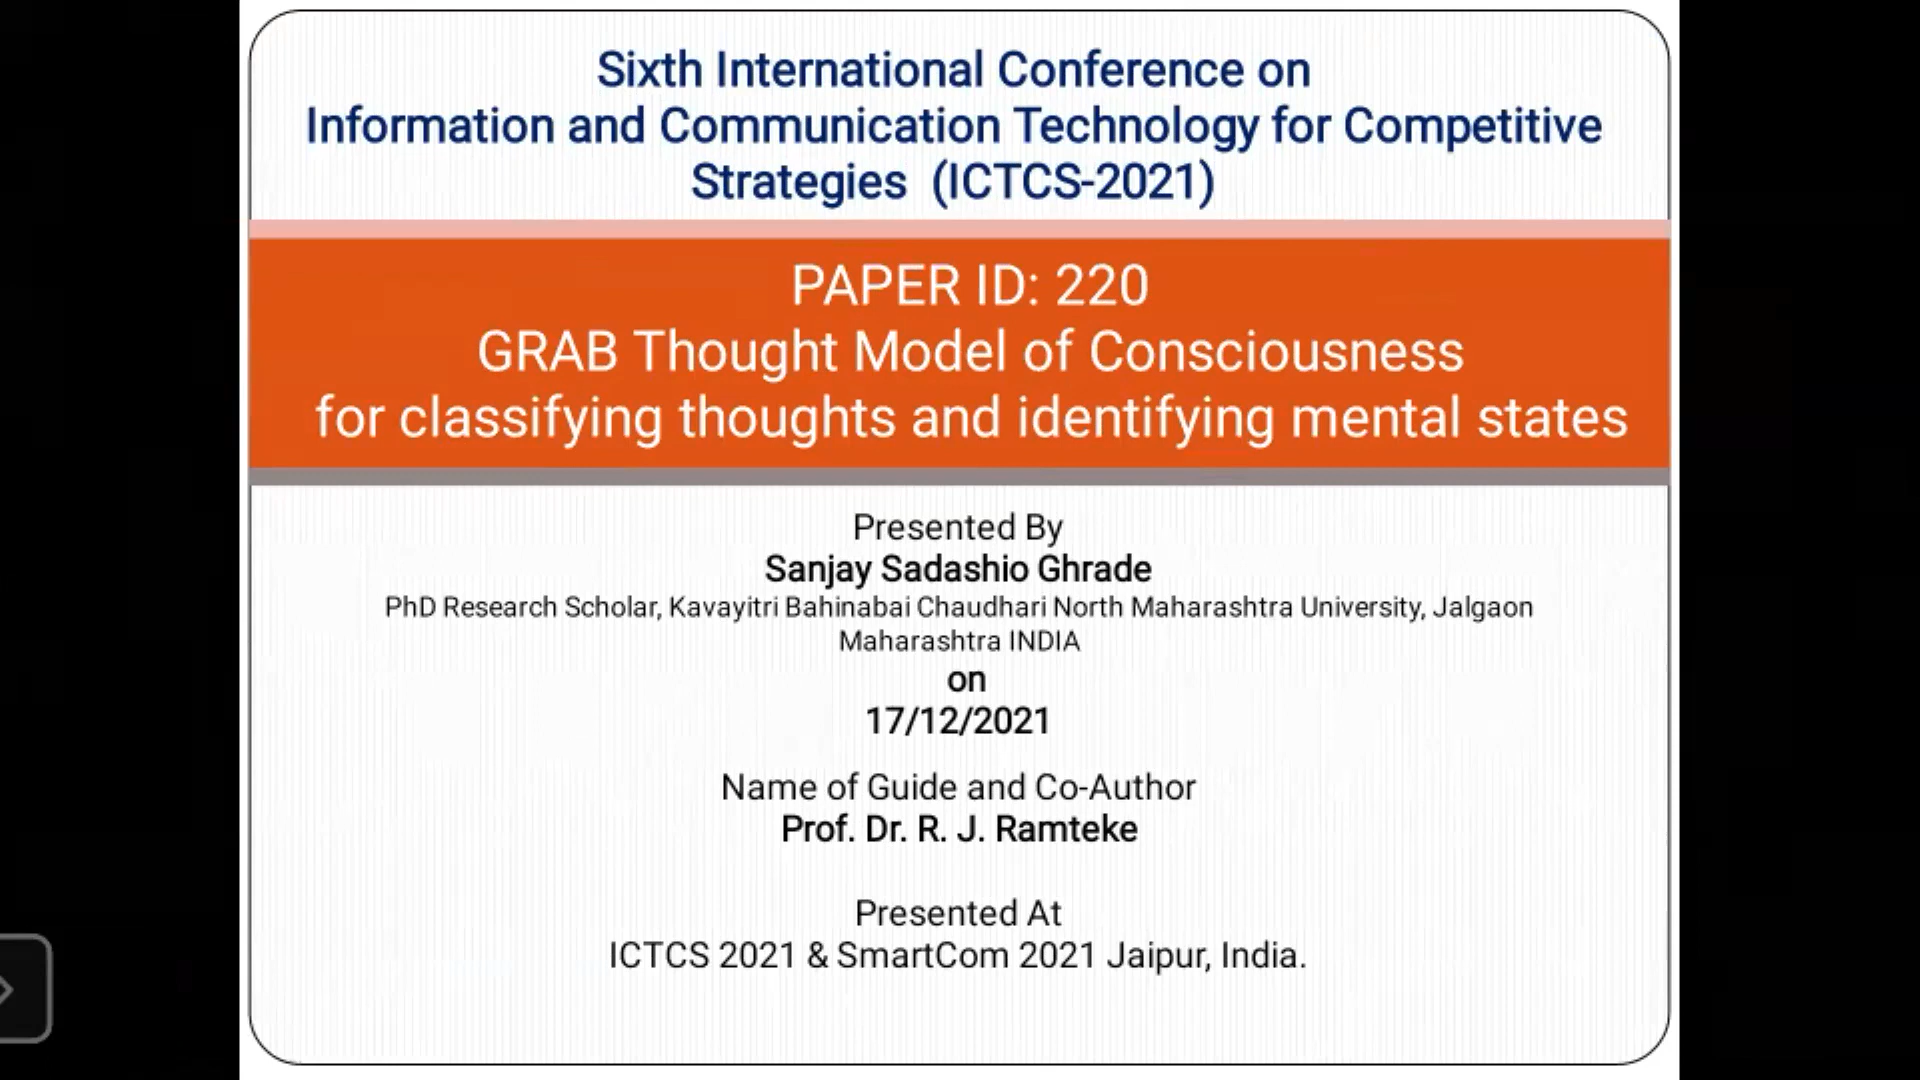 Sixth International Conference on
Information and Communication Technology for Competitive
Strategies (ICTCS-2021)
PAPER ID: 220
GRAB Thought Model of Consciousness
for classifying thoughts and identifying mental states
Presented By
Sanjay Sadashio Ghrade
PhD Research Scholar, Kavayitri Bahinabai Chaudhari North Maharashtra University, Jalgaon
Maharashtra INDIA
on
17/12/2021
Name of Guide and Co-Author
Prof. Dr. R. J. Ramteke
Presented At
ICTCS 2021 & SmartCom 2021 Jaipur, India.